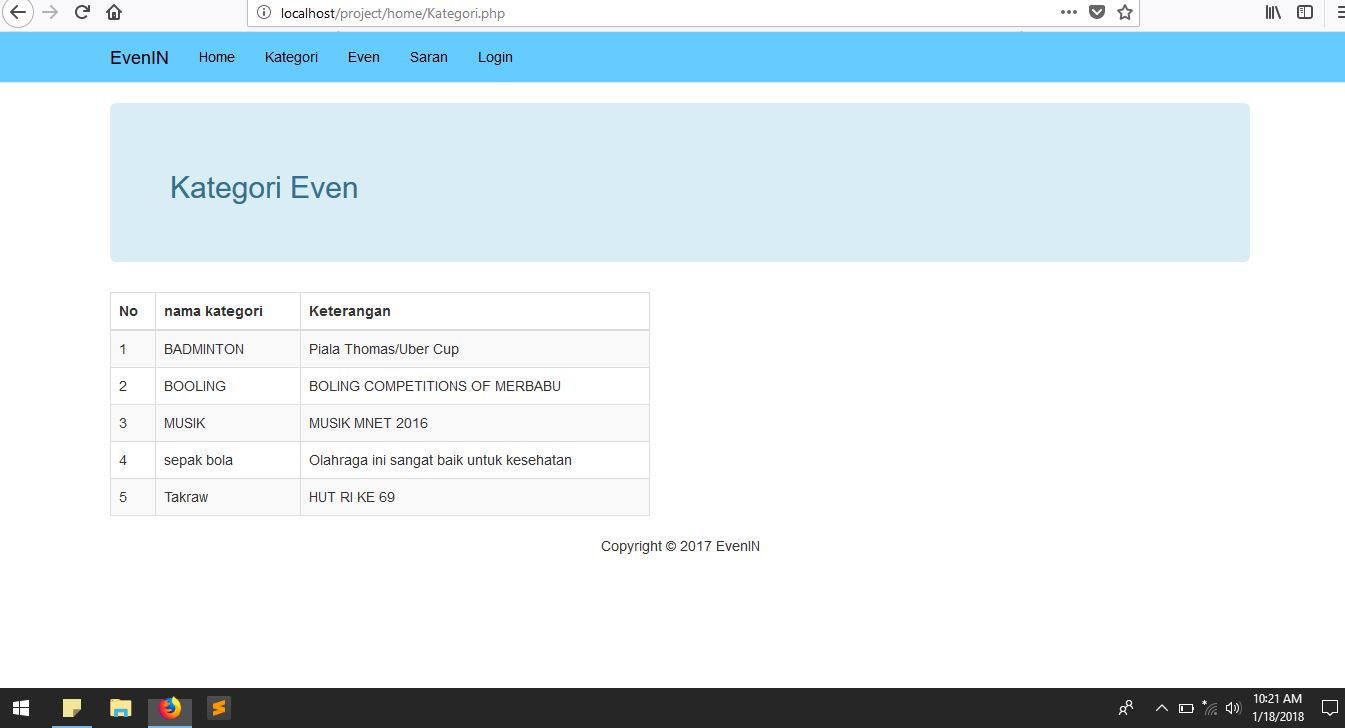 localhost/project/home/Kategori.php
EvenIN Home Kategori Even Saran Login
Kategori Even
No nama kategori Keterangan
1 BADMINTON Piala Thomas/Uber Cup
2 BOOLING BOLING COMPETITIONS OF MERBABU
3 MUSIK MUSIK MNET 2016
4 sepak bola Olahraga ini sangat baik untuk kesehatan
5 Takraw HUT RI KE 69
Copyright © 2017 EvenIN
10:21 AM
1/18/2018